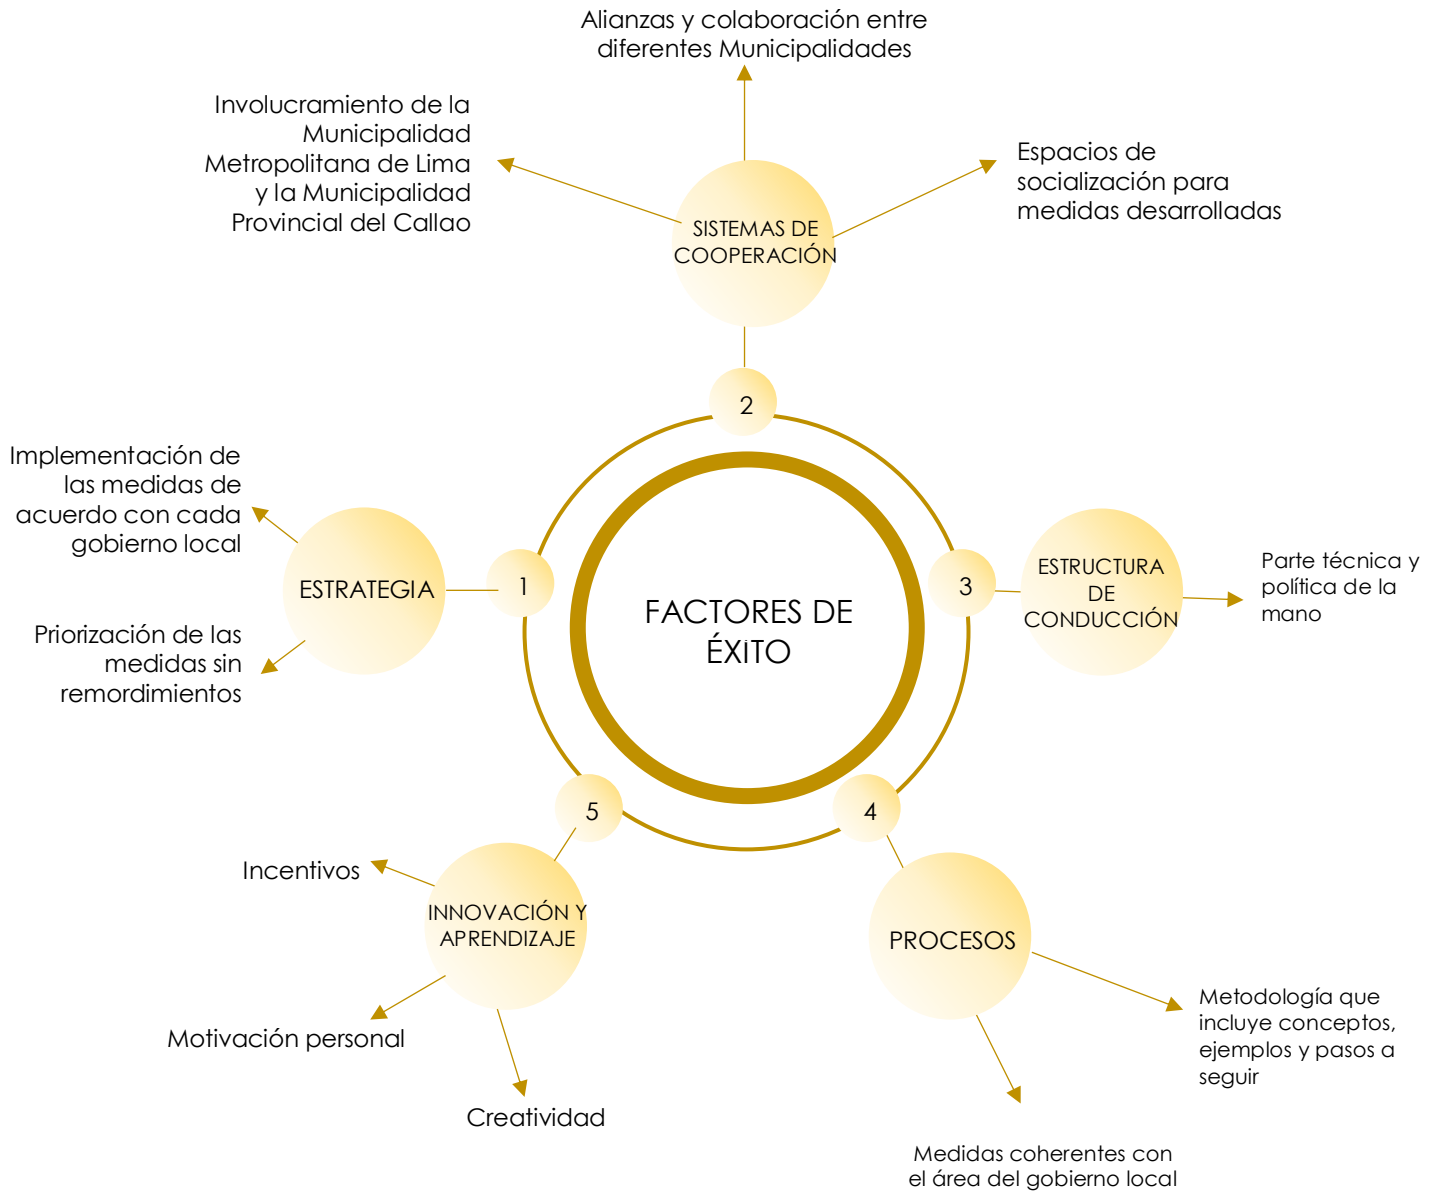 Alianzas y colaboración entre
diferentes Municipalidades
Involucramiento de la
Municipalidad
Metropolitana de Lima
y la Municipalidad
Provincial del Callao
Espacios de
socialización para
medidas desarrolladas
SISTEMAS DE
COOPERACIÓN
2
Implementación de
las medidas de
acuerdo con cada
gobierno local
ESTRATEGIA
1
Priorización de las
medidas sin
remordimientos
FACTORES DE
ÉXITO
3
ESTRUCTURA
DE
CONDUCCIÓN
Parte técnica y
política de la
mano
5
Incentivos
INNOVACIÓN Y
APRENDIZAJE
Motivación personal
Creatividad
4
PROCESOS
Metodología que
incluye conceptos,
ejemplos y pasos a
seguir
Medidas coherentes con
el área del gobierno local